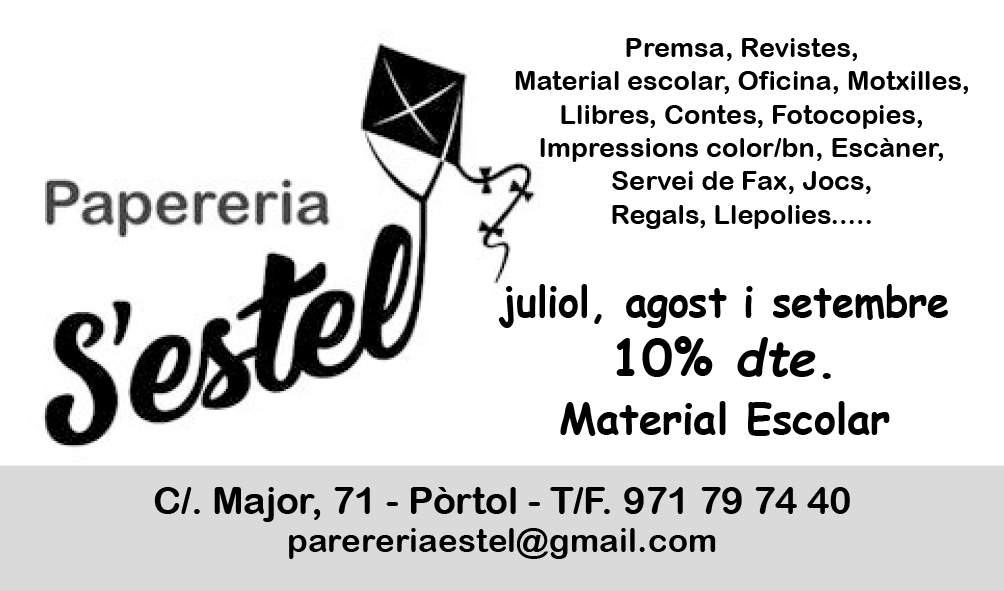 Papereria
S'estel
Premsa, Revistes,
Material escolar, Oficina, Motxilles,
Llibres, Contes, Fotocopies,
Impressions color/bn, Escàner,
Servei de Fax, Jocs,
Regals, Llepolies.....
juliol, agost i setembre
10% dte.
Material Escolar
C/. Major, 71 - Pòrtol - T/F. 971 79 74 40
parereriaestel@gmail.com